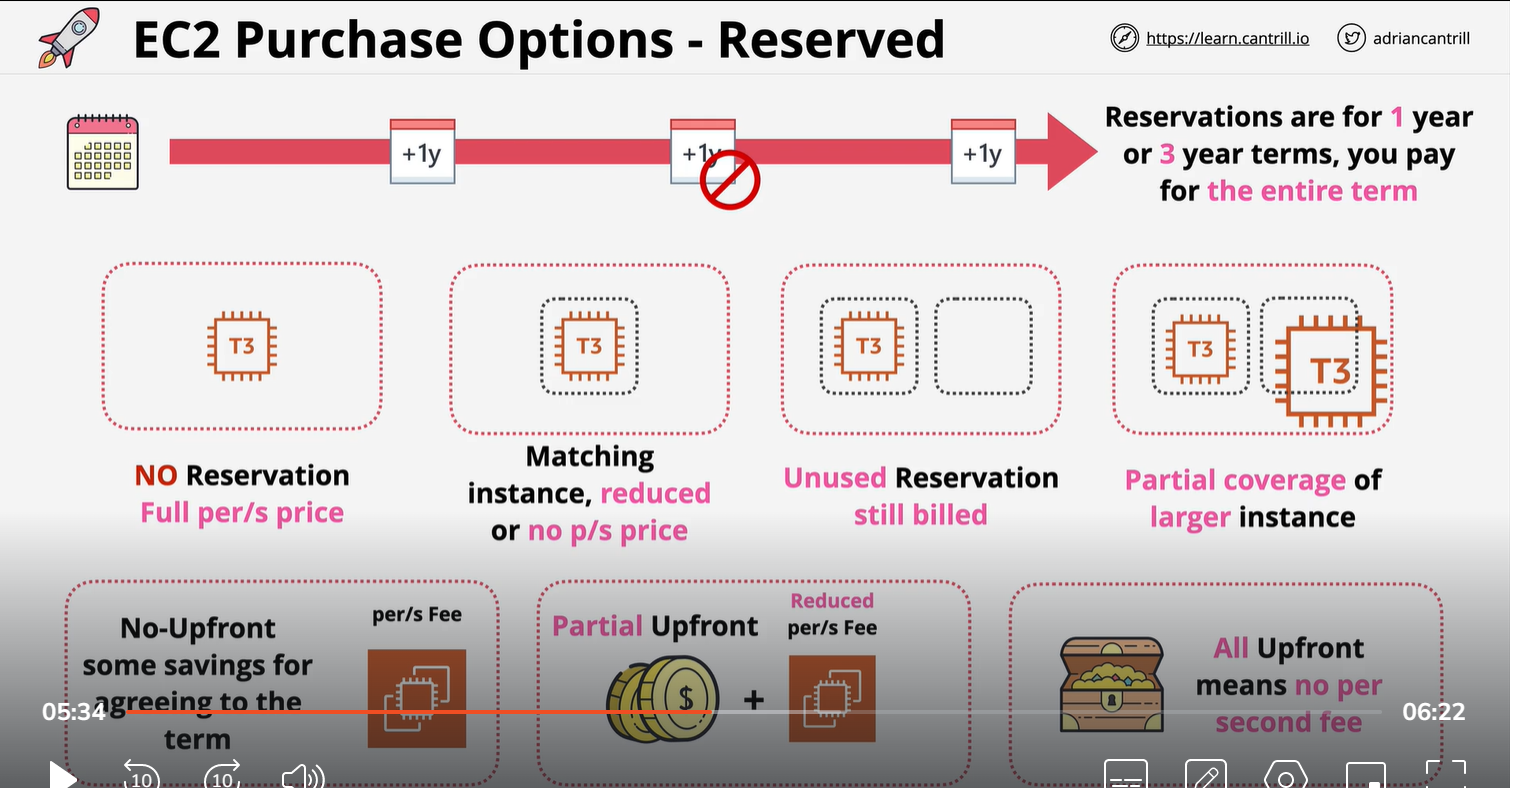 EC2 Purchase Options - Reserved
https://learn.cantrill.io
adriancantrill
+1y
+1y
+1y
Reservations are for 1 year
or 3 year terms, you pay
for the entire term
T3
T3
T3
T3
T3
NO Reservation
Full per/s price
Matching
instance, reduced
or no p/s price
Unused Reservation
still billed
Partial coverage of
larger instance
No-Upfront
some savings for
agreeing to the
term
per/s Fee
Partial Upfront
Reduced
per/s Fee
$
+
All Upfront
means no per
second fee
05:34
06:22
10
10